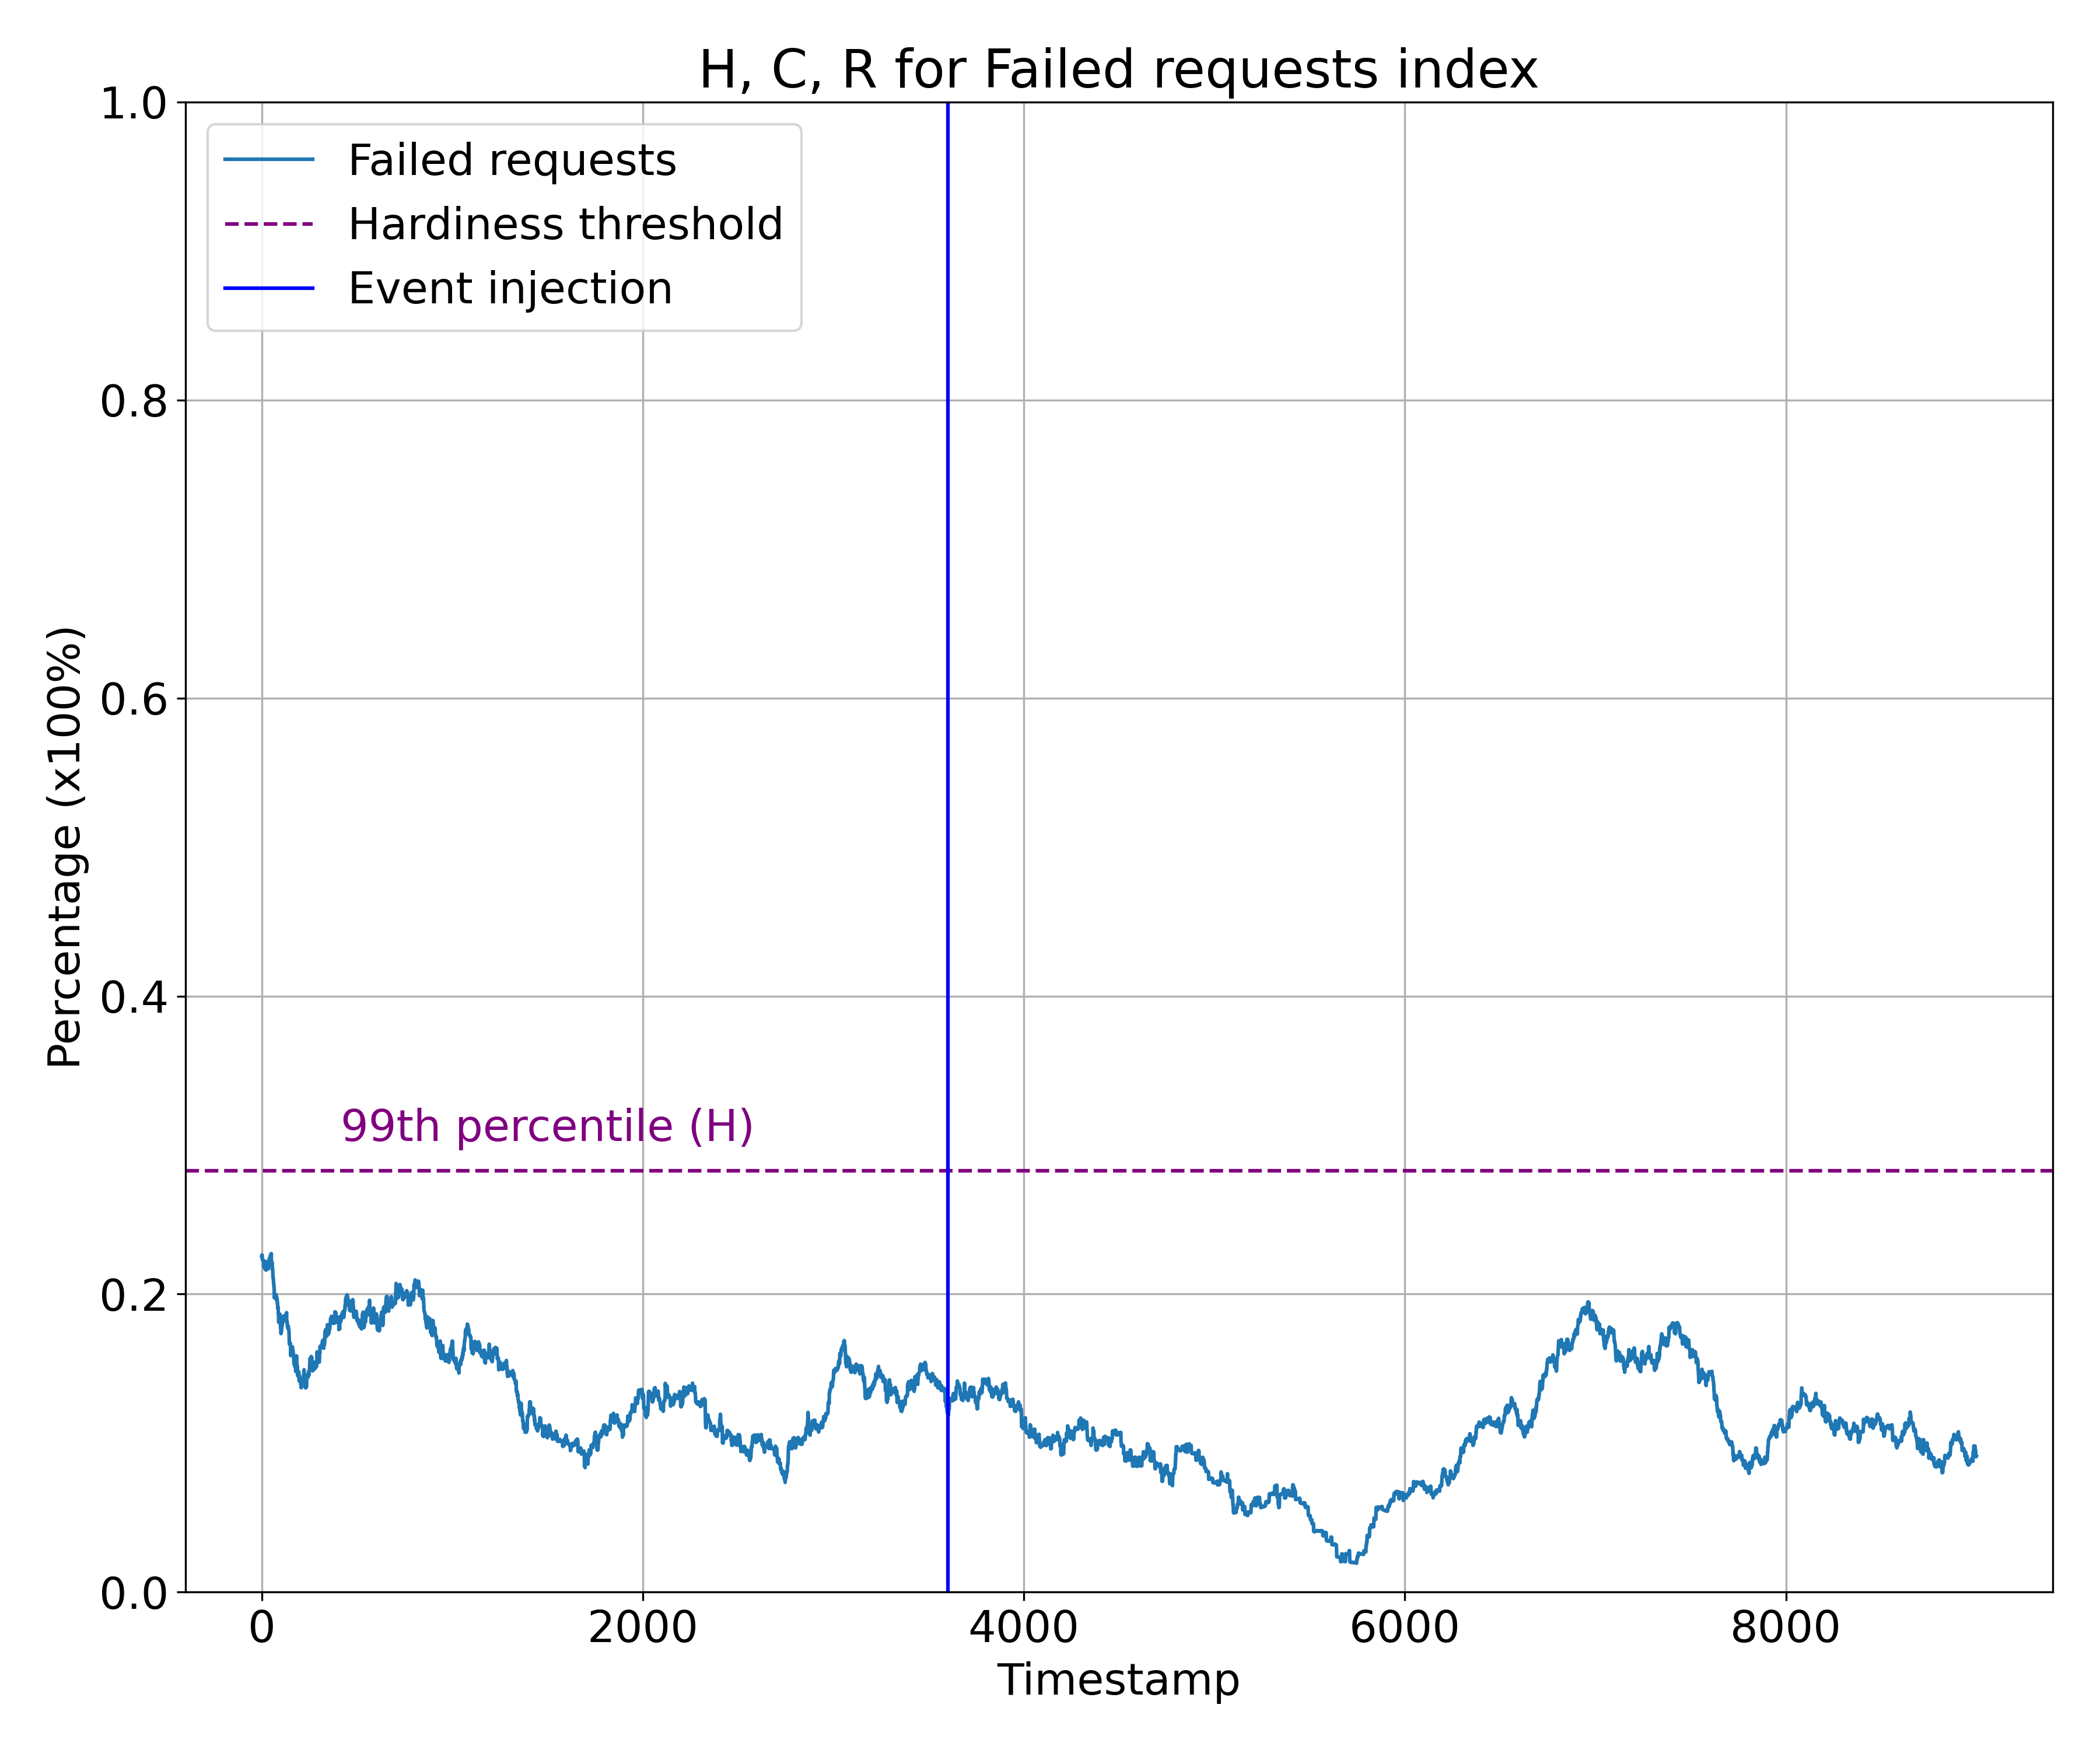 H, C, R for Failed requests index
Failed requests
Hardiness threshold
Event injection
99th percentile (H)
Percentage (x100%)
1.0
0.8
0.6
0.4
0.2
0.0
0 2000 4000 6000 8000
Timestamp